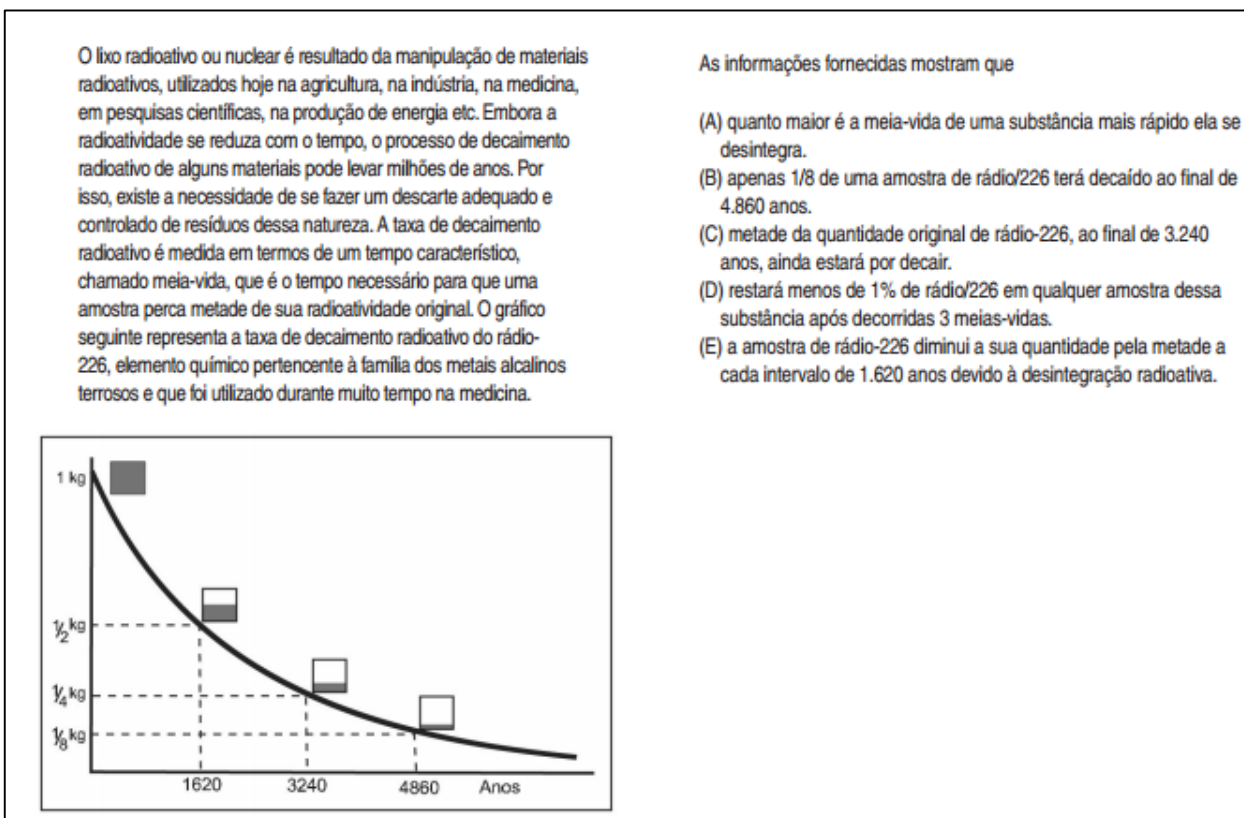 O lixo radioativo ou nuclear é resultado da manipulação de materiais
radioativos, utilizados hoje na agricultura, na indústria, na medicina,
em pesquisas científicas, na produção de energia etc. Embora a
radioatividade se reduza com o tempo, o processo de decaimento
radioativo de alguns materiais pode levar milhões de anos. Por
isso, existe a necessidade de se fazer um descarte adequado e
controlado de resíduos dessa natureza. A taxa de decaimento
radioativo é medida em termos de um tempo característico,
chamado meia-vida, que é o tempo necessário para que uma
amostra perca metade de sua radioatividade original. O gráfico
seguinte representa a taxa de decaimento radioativo do rádio-
226, elemento químico pertencente à família dos metais alcalinos
terrosos e que foi utilizado durante muito tempo na medicina.
1 kg
1/2 kg
1/4 kg
1/8 kg
1620 3240 4860 Anos
As informações fornecidas mostram que
(A) quanto maior é a meia-vida de uma substância mais rápido ela se
desintegra.
(B) apenas 1/8 de uma amostra de rádio/226 terá decaído ao final de
4.860 anos.
(C) metade da quantidade original de rádio-226, ao final de 3.240
anos, ainda estará por decair.
(D) restará menos de 1% de rádio/226 em qualquer amostra dessa
substância após decorridas 3 meias-vidas.
(E) a amostra de rádio-226 diminui a sua quantidade pela metade a
cada intervalo de 1.620 anos devido à desintegração radioativa.